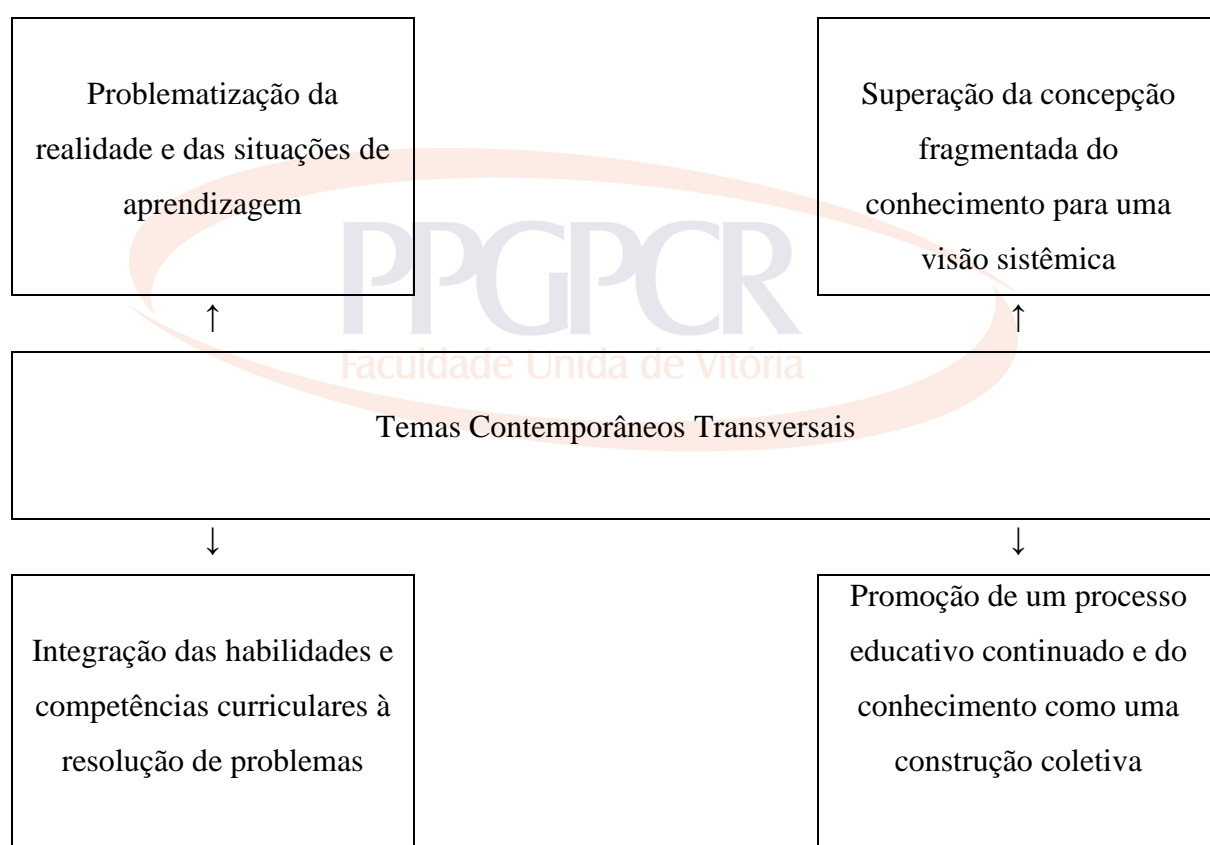 Problematização da
realidade e das situações de
aprendizagem
Superação da concepção
fragmentada do
conhecimento para uma
visão sistêmica
↑
↑
PPGPCR
Faculdade Unida de Vitória
Temas Contemporâneos Transversais
↓
↓
Integração das habilidades e
competências curriculares à
resolução de problemas
Promoção de um processo
educativo continuado e do
conhecimento como uma
construção coletiva